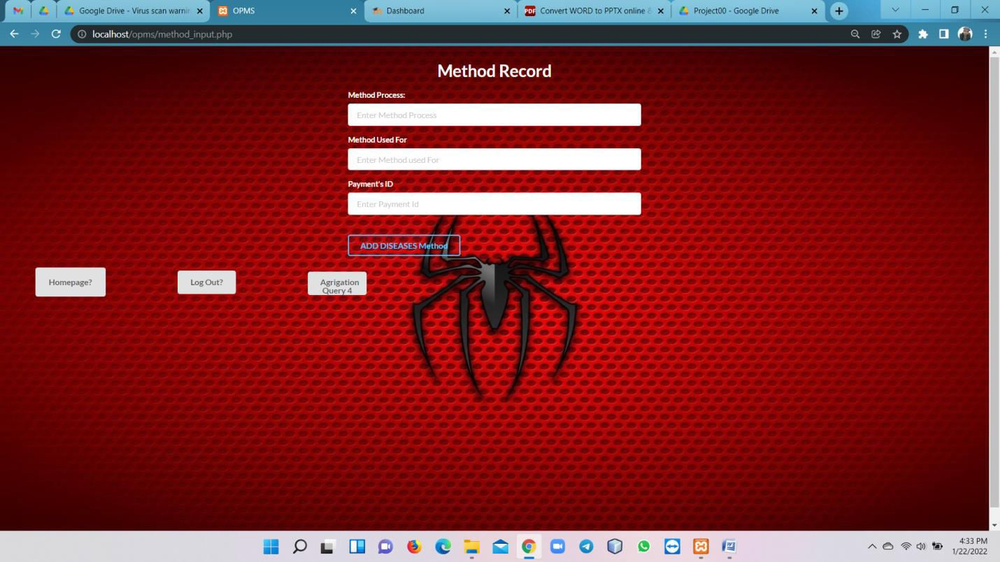 Google Drive - Virus scan warnin
OPMS
Dashboard
PDF
Convert WORD to PPTX online &
Project00 - Google Drive
localhost/opms/method_input.php
Method Record
Method Process:
Enter Method Process
Method Used For
Enter Method used For
Payment's ID
Enter Payment Id
ADD DISEASES Method
Homepage?
Log Out?
Agrigation
Query 4
4:33 PM
1/22/2022